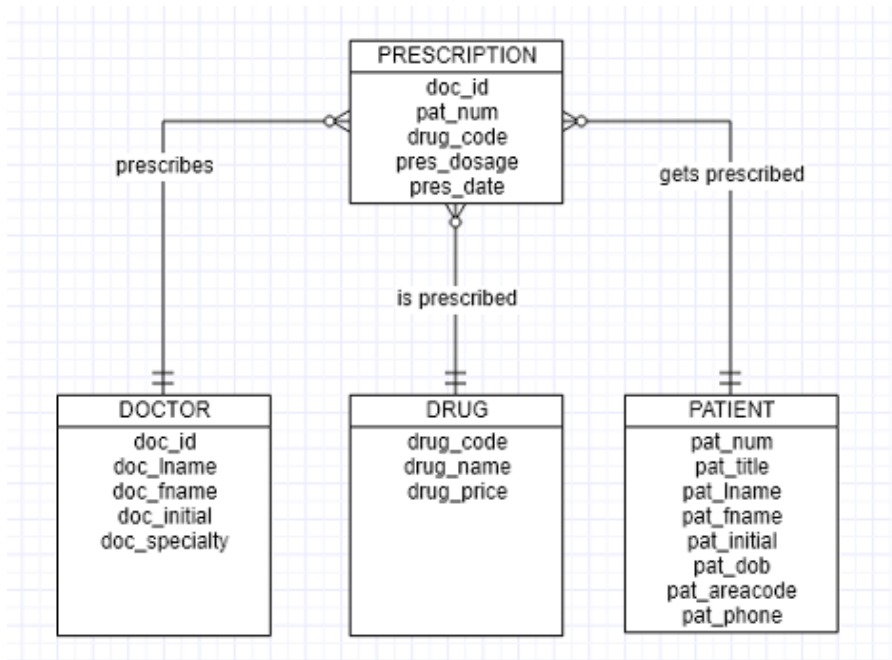 PRESCRIPTION
doc_id
pat_num
drug_code
pres_dosage
pres_date
prescribes
gets prescribed
is prescribed
DOCTOR
doc_id
doc_lname
doc_fname
doc_initial
doc_specialty
DRUG
drug_code
drug_name
drug_price
PATIENT
pat_num
pat_title
pat_lname
pat_fname
pat_initial
pat_dob
pat_areacode
pat_phone